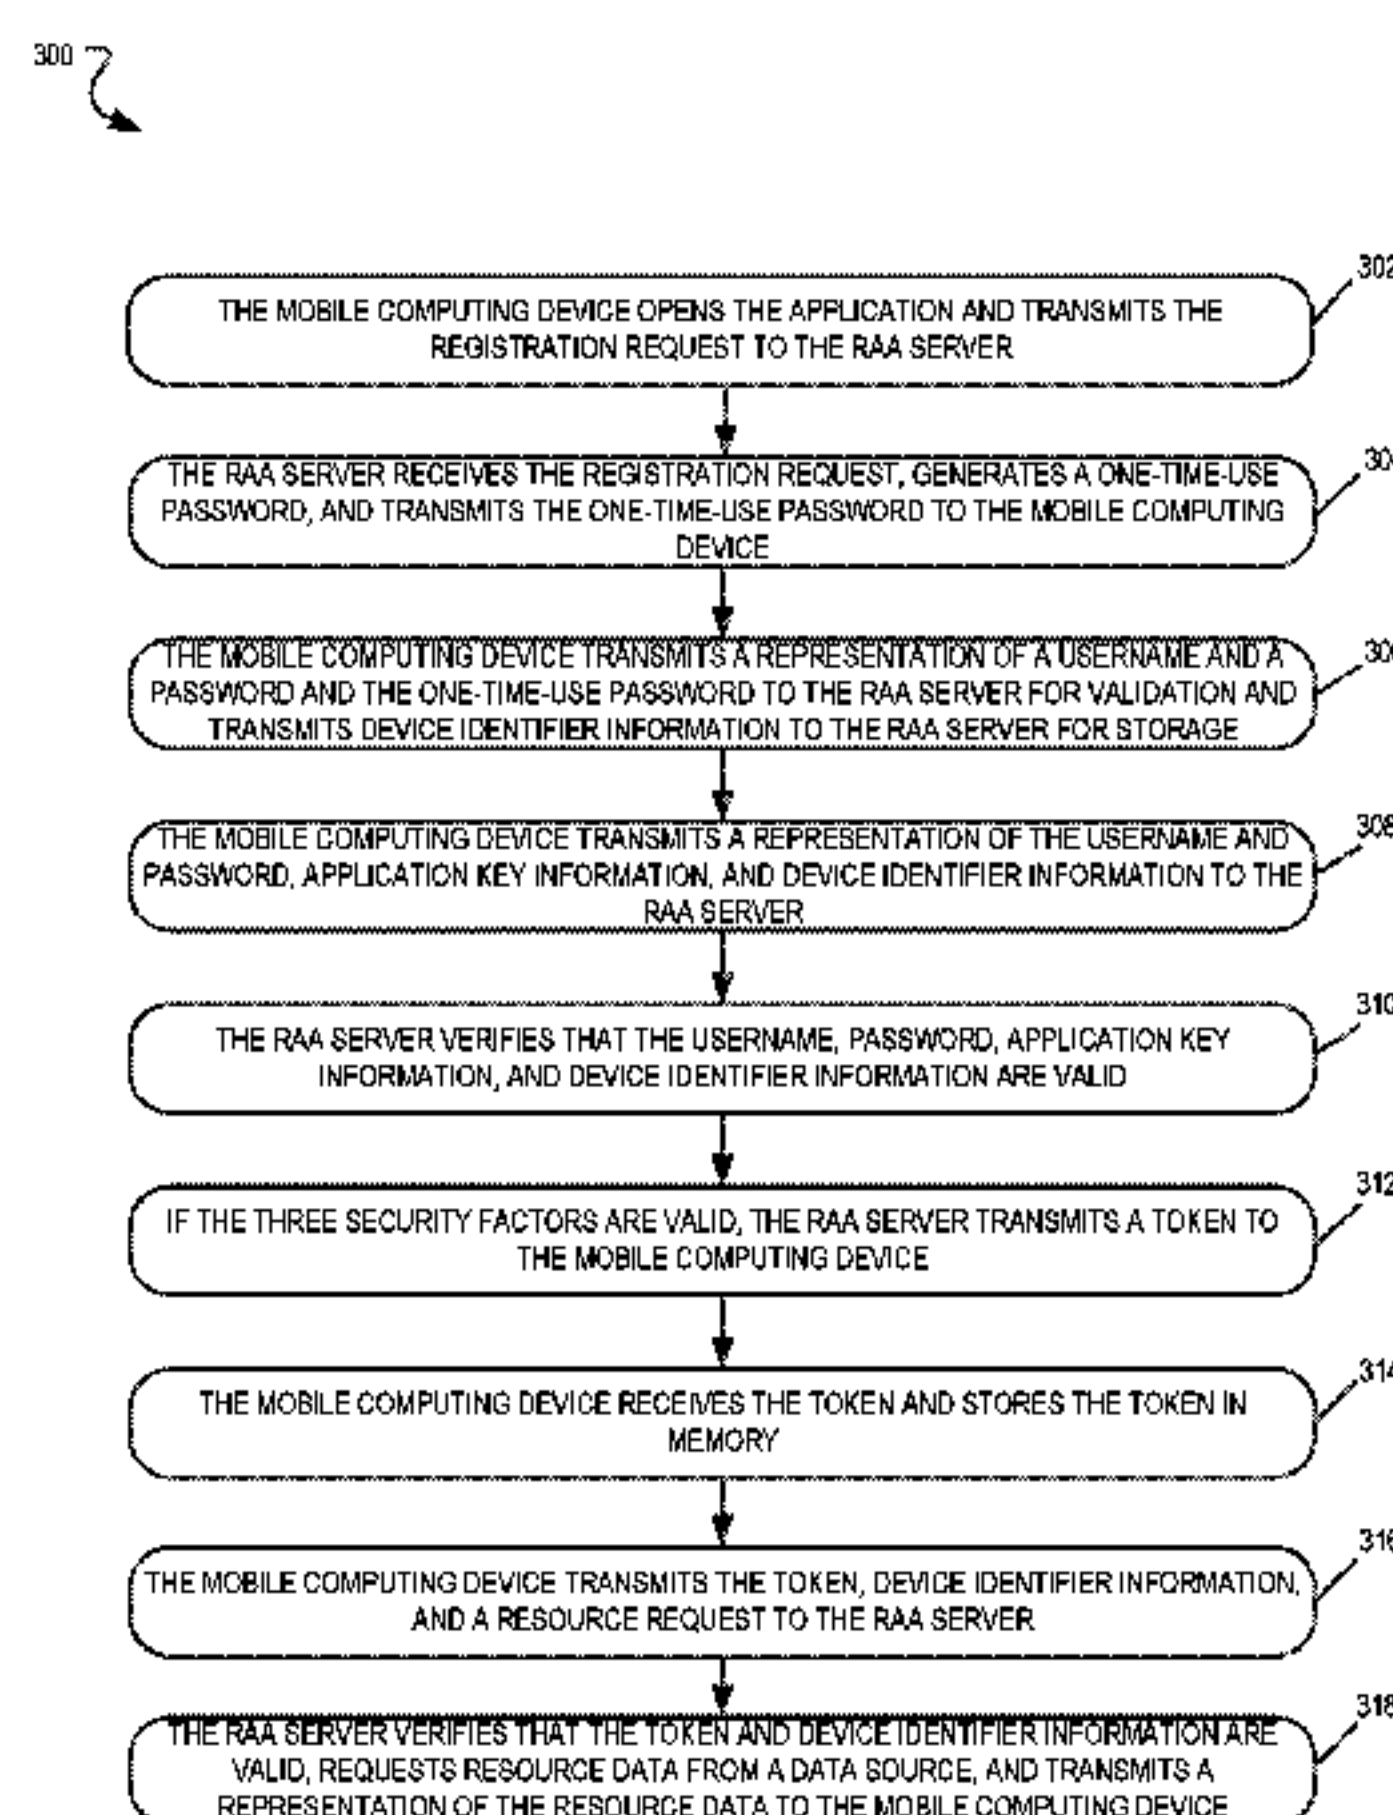 300
302
THE MOBILE COMPUTING DEVICE OPENS THE APPLICATION AND TRANSMITS THE
REGISTRATION REQUEST TO THE RAA SERVER
30
THE RAA SERVER RECEIVES THE REGISTRATION REQUEST, GENERATES A ONE-TIME-USE
PASSWORD, AND TRANSMITS THE ONE-TIME-USE PASSWORD TO THE MOBILE COMPUTING
DEVICE
30
THE MOBILE COMPUTING DEVICE TRANSMITS A REPRESENTATION OF A USERNAME AND A
PASSWORD AND THE ONE-TIME-USE PASSWORD TO THE RAA SERVER FOR VALIDATION AND
TRANSMITS DEVICE IDENTIFIER INFORMATION TO THE RAA SERVER FOR STORAGE
308
THE MOBILE COMPUTING DEVICE TRANSMITS A REPRESENTATION OF THE USERNAME AND
PASSWORD, APPLICATION KEY INFORMATION, AND DEVICE IDENTIFIER INFORMATION TO THE
RAA SERVER
310
THE RAA SERVER VERIFIES THAT THE USERNAME, PASSWORD, APPLICATION KEY
INFORMATION, AND DEVICE IDENTIFIER INFORMATION ARE VALID
312
IF THE THREE SECURITY FACTORS ARE VALID, THE RAA SERVER TRANSMITS A TOKEN TO
THE MOBILE COMPUTING DEVICE
314
THE MOBILE COMPUTING DEVICE RECEIVES THE TOKEN AND STORES THE TOKEN IN
MEMORY
316
THE MOBILE COMPUTING DEVICE TRANSMITS THE TOKEN, DEVICE IDENTIFIER INFORMATION,
AND A RESOURCE REQUEST TO THE RAA SERVER
318
THE RAA SERVER VERIFIES THAT THE TOKEN AND DEVICE IDENTIFIER INFORMATION ARE
VALID, REQUESTS RESOURCE DATA FROM A DATA SOURCE, AND TRANSMITS A
REPRESENTATION OF THE RESOURCE DATA TO THE MOBILE COMPUTING DEVICE